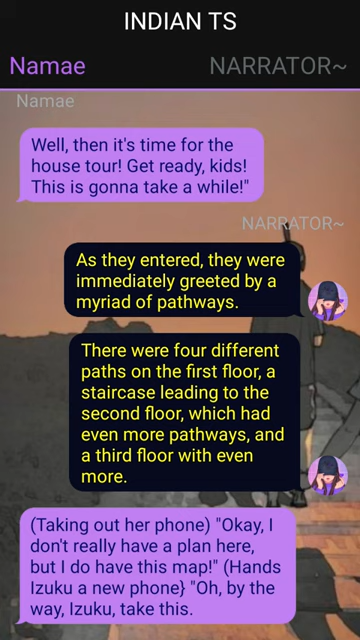 INDIAN TS
Namae
NARRATOR~
Namae
Well, then it's time for the
house tour! Get ready, kids!
This is gonna take a while!"
NARRATOR~
As they entered, they were
immediately greeted by a
myriad of pathways.
There were four different
paths on the first floor, a
staircase leading to the
second floor, which had
even more pathways, and
a third floor with even
more.
(Taking out her phone) "Okay, I
don't really have a plan here,
but I do have this map!" (Hands
Izuku a new phone} "Oh, by the
way, Izuku, take this.